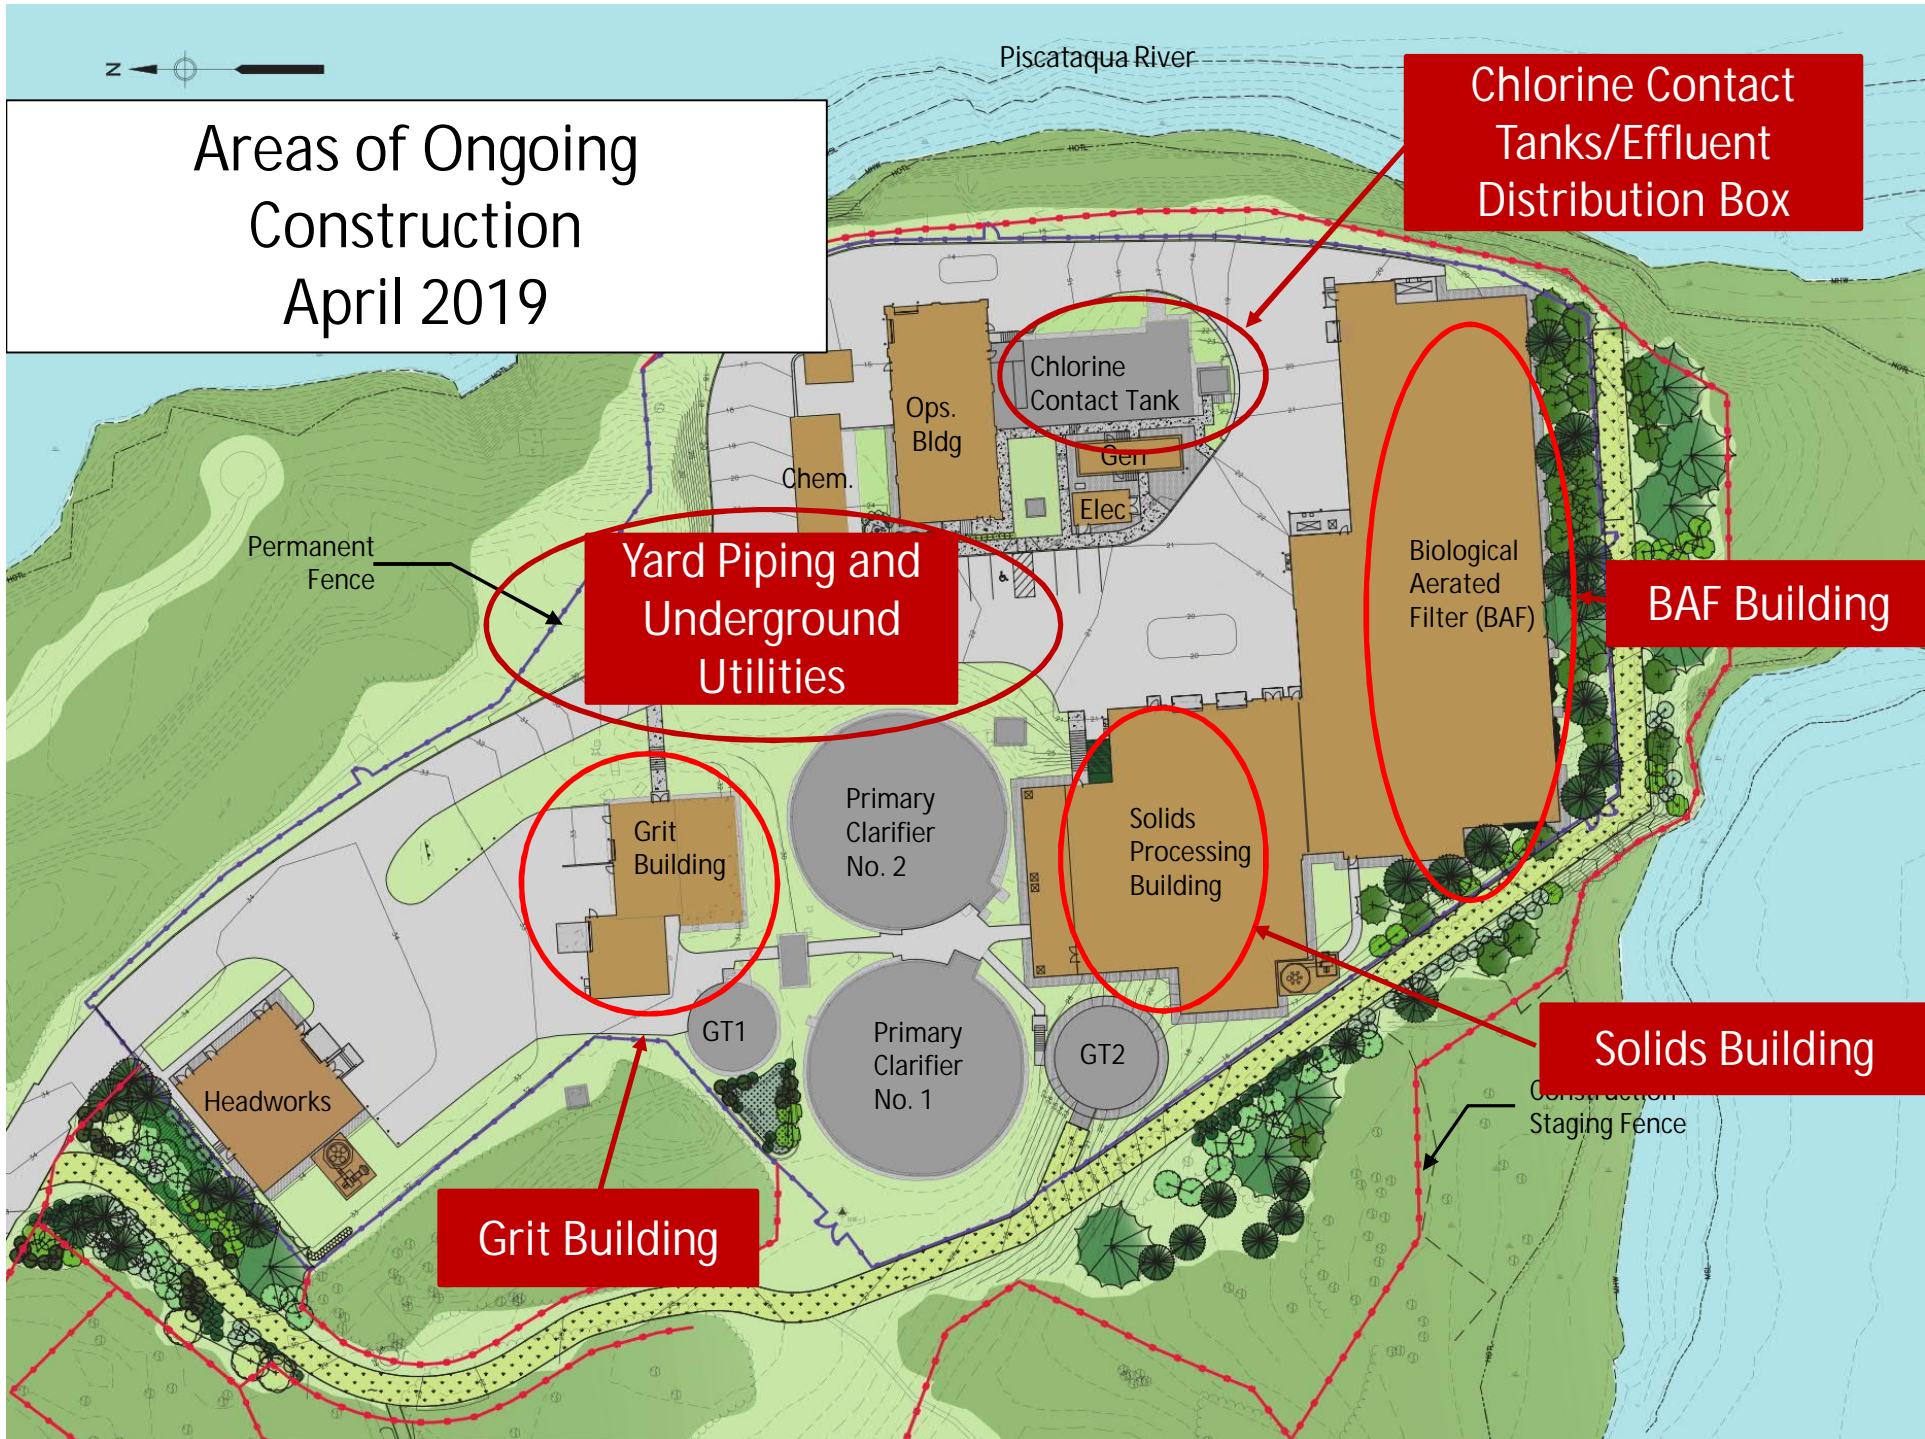 N
Piscataqua River
Areas of Ongoing
Construction
April 2019
Chlorine Contact
Tanks/Effluent
Distribution Box
Chlorine
Contact Tank
Ops.
Bldg
Chem.
Gen
Elec
Permanent
Fence
Yard Piping and
Underground
Utilities
Biological
Aerated
Filter (BAF)
BAF Building
Grit
Building
Primary
Clarifier
No. 2
Solids
Processing
Building
GT1
Primary
Clarifier
No. 1
GT2
Solids Building
Headworks
Construction
Staging Fence
Grit Building